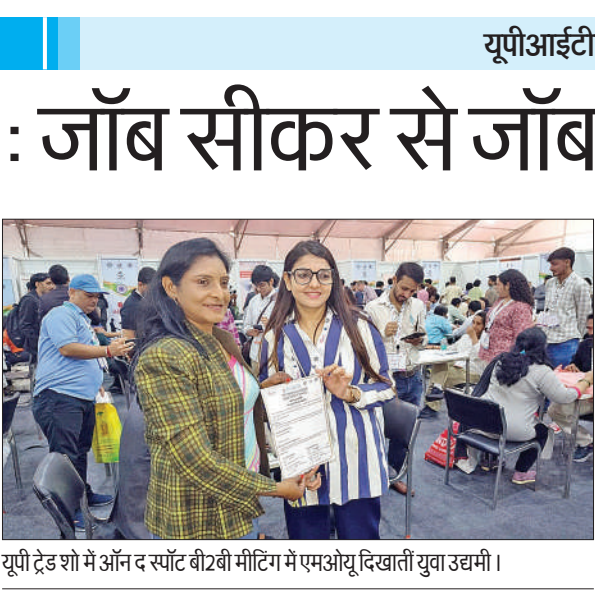 यूपीआईटी
: जॉब सीकर से जॉब
यूपी ट्रेड शो में ऑन द स्पॉट बी2बी मीटिंग में एमओयू दिखातीं युवा उद्यमी ।